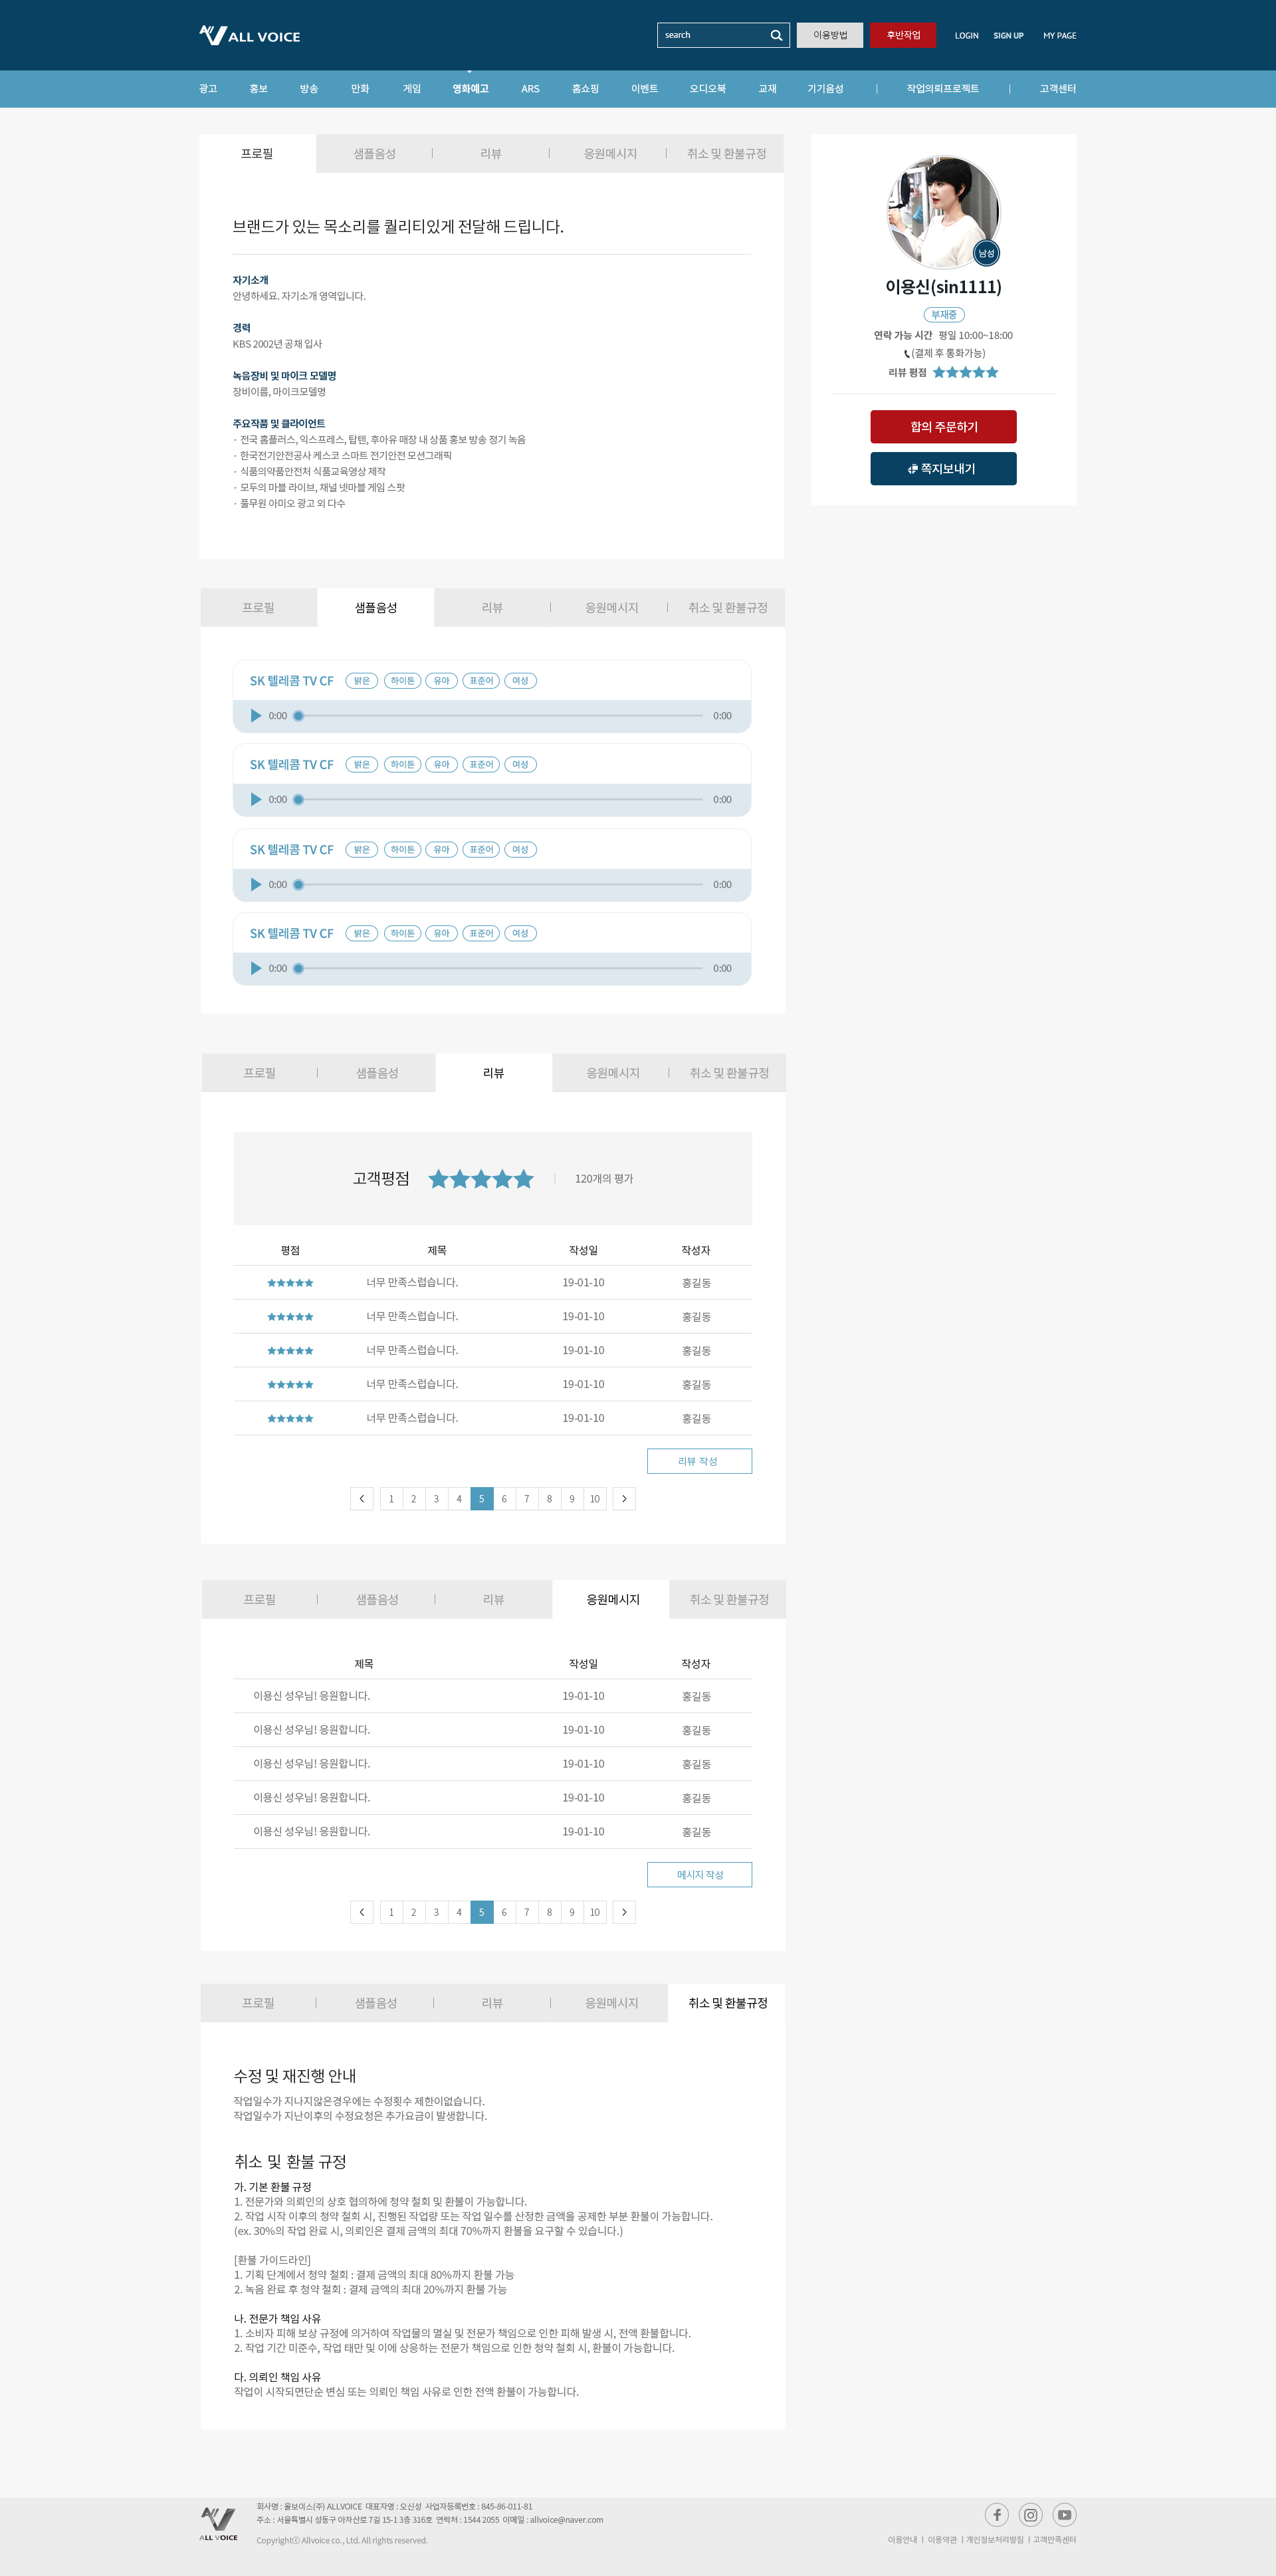 ALL VOICE
search
이용방법
후반작업
LOGIN
SIGN UP
MY PAGE
광고 홍보 방송 만화 게임 영화예고 ARS 홈쇼핑 이벤트 오디오북 교재 기기음성 | 작업의뢰프로젝트 | 고객센터
프로필 샘플음성 | 리뷰 | 응원메시지 | 취소 및 환불규정
브랜드가 있는 목소리를 퀄리티있게 전달해 드립니다.
자기소개
안녕하세요. 자기소개 영역입니다.
경력
KBS 2002년 공채 입사
녹음장비 및 마이크 모델명
장비이름, 마이크모델명
주요작품 및 클라이언트
· 전국 홈플러스, 익스프레스, 탑텐, 후아유 매장 내 상품 홍보 방송 정기 녹음
· 한국전기안전공사 케스코 스마트 전기안전 모션그래픽
· 식품의약품안전처 식품교육영상 제작
· 모두의 마블 라이브, 채널 넷마블 게임 스팟
· 풀무원 아미오 광고 외 다수
남성
이용신(sin1111)
부재중
연락 가능 시간 평일 10:00~18:00
(결제 후 통화가능)
리뷰 평점 ★★★★★
합의 주문하기
쪽지보내기
프로필 샘플음성 리뷰 | 응원메시지 | 취소 및 환불규정
SK 텔레콤 TV CF 밝은 하이톤 유아 표준어 여성
0:00 0:00
SK 텔레콤 TV CF 밝은 하이톤 유아 표준어 여성
0:00 0:00
SK 텔레콤 TV CF 밝은 하이톤 유아 표준어 여성
0:00 0:00
SK 텔레콤 TV CF 밝은 하이톤 유아 표준어 여성
0:00 0:00
프로필 | 샘플음성 리뷰 응원메시지 | 취소 및 환불규정
고객평점 ★★★★★ | 120개의 평가
평점 제목 작성일 작성자
★★★★★ 너무 만족스럽습니다. 19-01-10 홍길동
★★★★★ 너무 만족스럽습니다. 19-01-10 홍길동
★★★★★ 너무 만족스럽습니다. 19-01-10 홍길동
★★★★★ 너무 만족스럽습니다. 19-01-10 홍길동
★★★★★ 너무 만족스럽습니다. 19-01-10 홍길동
리뷰 작성
< 1 2 3 4 5 6 7 8 9 10 >
프로필 | 샘플음성 | 리뷰 응원메시지 취소 및 환불규정
제목 작성일 작성자
이용신 성우님! 응원합니다. 19-01-10 홍길동
이용신 성우님! 응원합니다. 19-01-10 홍길동
이용신 성우님! 응원합니다. 19-01-10 홍길동
이용신 성우님! 응원합니다. 19-01-10 홍길동
이용신 성우님! 응원합니다. 19-01-10 홍길동
메시지 작성
< 1 2 3 4 5 6 7 8 9 10 >
프로필 | 샘플음성 | 리뷰 | 응원메시지 취소 및 환불규정
수정 및 재진행 안내
작업일수가 지나지않은경우에는 수정횟수 제한이없습니다.
작업일수가 지난이후의 수정요청은 추가요금이 발생합니다.
취소 및 환불 규정
가. 기본 환불 규정
1. 전문가와 의뢰인의 상호 협의하에 청약 철회 및 환불이 가능합니다.
2. 작업 시작 이후의 청약 철회 시, 진행된 작업량 또는 작업 일수를 산정한 금액을 공제한 부분 환불이 가능합니다.
(ex. 30%의 작업 완료 시, 의뢰인은 결제 금액의 최대 70%까지 환불을 요구할 수 있습니다.)
[환불 가이드라인]
1. 기획 단계에서 청약 철회 : 결제 금액의 최대 80%까지 환불 가능
2. 녹음 완료 후 청약 철회 : 결제 금액의 최대 20%까지 환불 가능
나. 전문가 책임 사유
1. 소비자 피해 보상 규정에 의거하여 작업물의 멸실 및 전문가 책임으로 인한 피해 발생 시, 전액 환불합니다.
2. 작업 기간 미준수, 작업 태만 및 이에 상응하는 전문가 책임으로 인한 청약 철회 시, 환불이 가능합니다.
다. 의뢰인 책임 사유
작업이 시작되면단순 변심 또는 의뢰인 책임 사유로 인한 전액 환불이 가능합니다.
ALL VOICE
회사명 : 올보이스(주) ALLVOICE 대표자명 : 오신성 사업자등록번호 : 845-86-011-81
주소 : 서울특별시 성동구 아차산로 7길 15-1 3층 316호 연락처 : 1544 2055 이메일 : allvoice@naver.com
Copyrightⓒ Allvoice co., Ltd. All rights reserved.
이용안내 | 이용약관 | 개인정보처리방침 | 고객만족센터